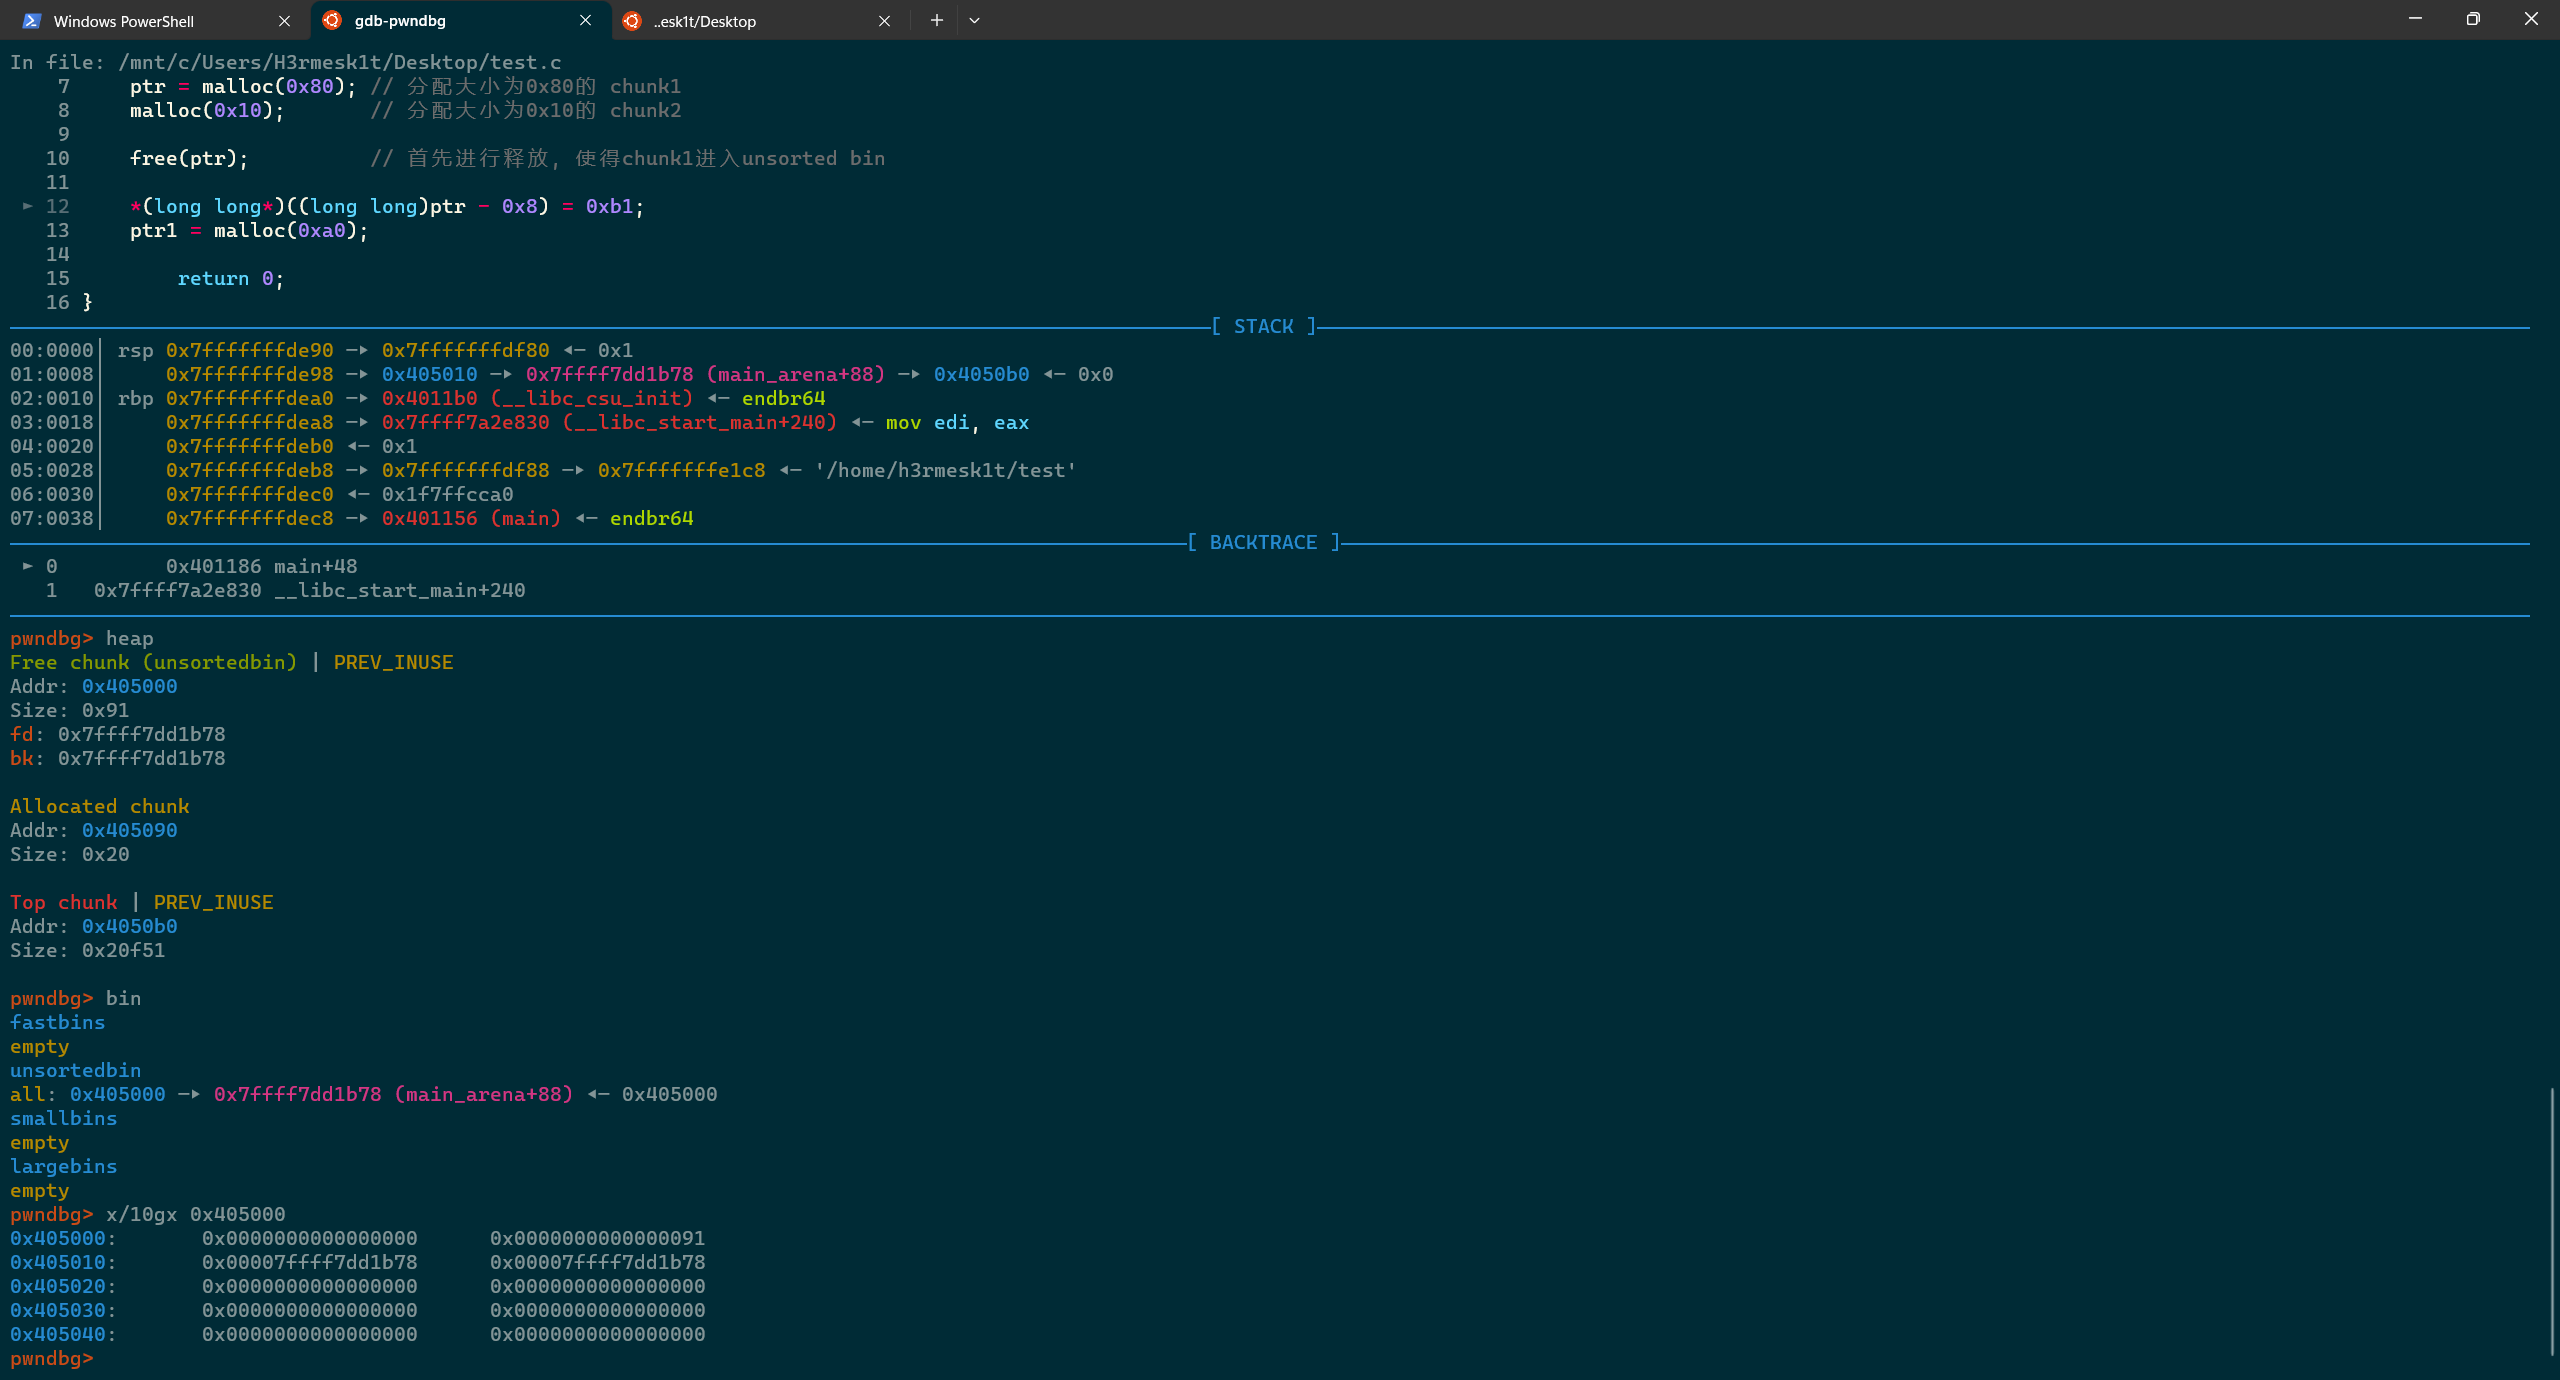 Windows PowerShell
gdb-pwndbg
..esk1t/Desktop
In file: /mnt/c/Users/H3rmesk1t/Desktop/test.c
7     ptr = malloc(0x80); // 分配大小为0x80的 chunk1
8     malloc(0x10);       // 分配大小为0x10的 chunk2
9
10     free(ptr);          // 首先进行释放, 使得chunk1进入unsorted bin
11
► 12     *(long long*)((long long)ptr - 0x8) = 0xb1;
13     ptr1 = malloc(0xa0);
14
15         return 0;
16 }
[ STACK ]
00:0000│ rsp 0x7fffffffde90 —▸ 0x7fffffffdf80 ◂— 0x1
01:0008│     0x7fffffffde98 —▸ 0x405010 —▸ 0x7ffff7dd1b78 (main_arena+88) —▸ 0x4050b0 ◂— 0x0
02:0010│ rbp 0x7fffffffdea0 —▸ 0x4011b0 (__libc_csu_init) ◂— endbr64
03:0018│     0x7fffffffdea8 —▸ 0x7ffff7a2e830 (__libc_start_main+240) ◂— mov edi, eax
04:0020│     0x7fffffffdeb0 ◂— 0x1
05:0028│     0x7fffffffdeb8 —▸ 0x7fffffffdf88 —▸ 0x7fffffffe1c8 ◂— '/home/h3rmesk1t/test'
06:0030│     0x7fffffffdec0 ◂— 0x1f7ffcca0
07:0038│     0x7fffffffdec8 —▸ 0x401156 (main) ◂— endbr64
[ BACKTRACE ]
► 0         0x401186 main+48
1   0x7ffff7a2e830 __libc_start_main+240
pwndbg> heap
Free chunk (unsortedbin) | PREV_INUSE
Addr: 0x405000
Size: 0x91
fd: 0x7ffff7dd1b78
bk: 0x7ffff7dd1b78
Allocated chunk
Addr: 0x405090
Size: 0x20
Top chunk | PREV_INUSE
Addr: 0x4050b0
Size: 0x20f51
pwndbg> bin
fastbins
empty
unsortedbin
all: 0x405000 —▸ 0x7ffff7dd1b78 (main_arena+88) ◂— 0x405000
smallbins
empty
largebins
empty
pwndbg> x/10gx 0x405000
0x405000:       0x0000000000000000      0x0000000000000091
0x405010:       0x00007ffff7dd1b78      0x00007ffff7dd1b78
0x405020:       0x0000000000000000      0x0000000000000000
0x405030:       0x0000000000000000      0x0000000000000000
0x405040:       0x0000000000000000      0x0000000000000000
pwndbg>